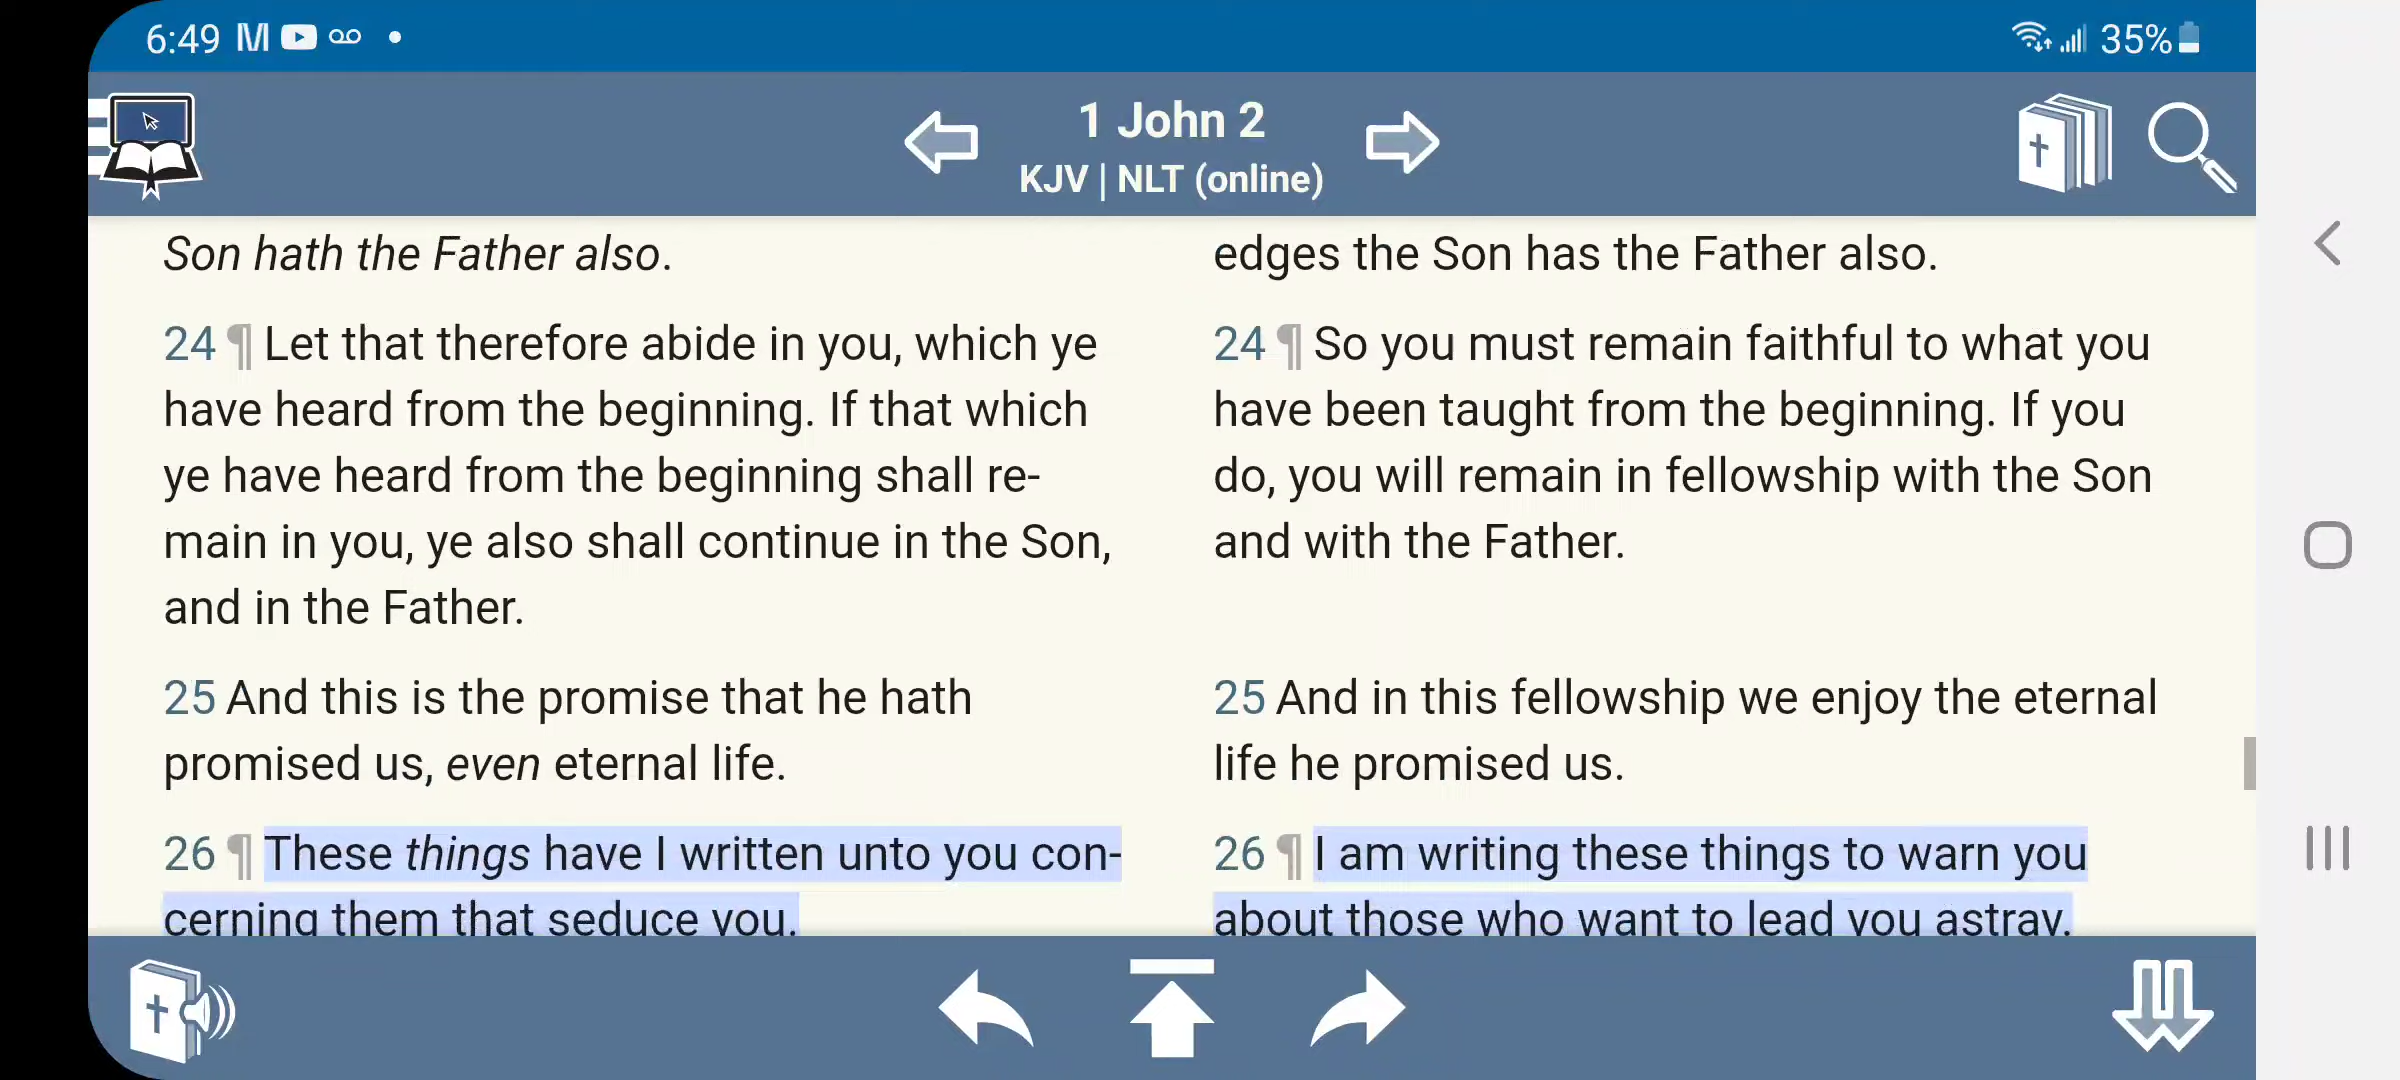 6:49
35%
1 John 2
KJV | NLT (online)
Son hath the Father also.
24 ¶ Let that therefore abide in you, which ye
have heard from the beginning. If that which
ye have heard from the beginning shall re-
main in you, ye also shall continue in the Son,
and in the Father.
25 And this is the promise that he hath
promised us, even eternal life.
26 ¶ These things have I written unto you con-
cerning them that seduce you.
edges the Son has the Father also.
24 ¶ So you must remain faithful to what you
have been taught from the beginning. If you
do, you will remain in fellowship with the Son
and with the Father.
25 And in this fellowship we enjoy the eternal
life he promised us.
26 ¶ I am writing these things to warn you
about those who want to lead you astray.